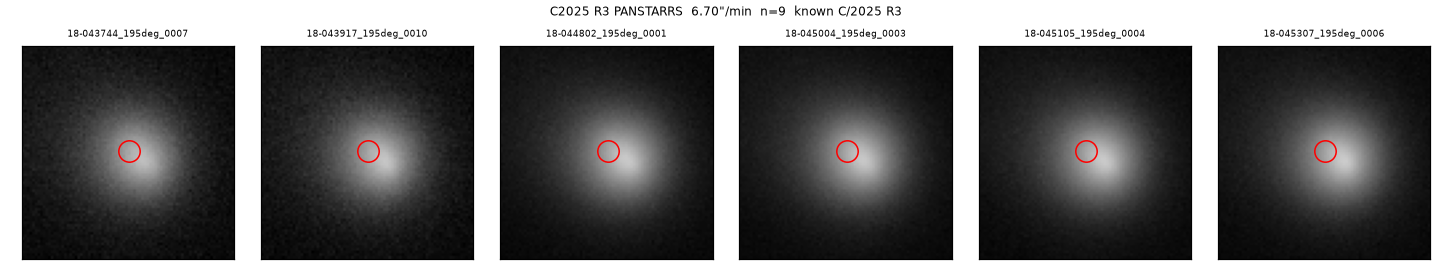 C2025 R3 PANSTARRS 6.70"/min n=9 known C/2025 R3
18-043744_195deg_0007
18-043917_195deg_0010
18-044802_195deg_0001
18-045004_195deg_0003
18-045105_195deg_0004
18-045307_195deg_0006